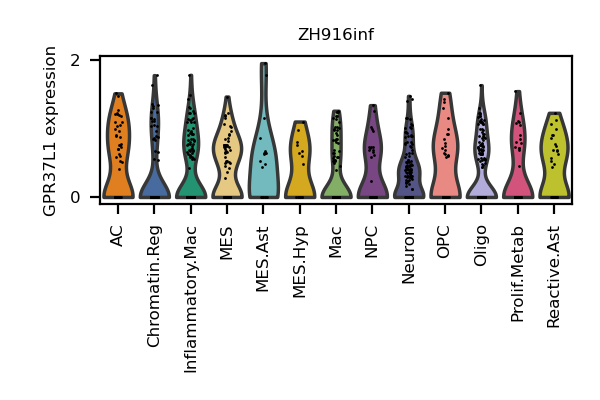 ZH916inf
GPR37L1 expression
2
0
AC
Chromatin.Reg
Inflammatory.Mac
MES
MES.Ast
MES.Hyp
Mac
NPC
Neuron
OPC
Oligo
Prolif.Metab
Reactive.Ast